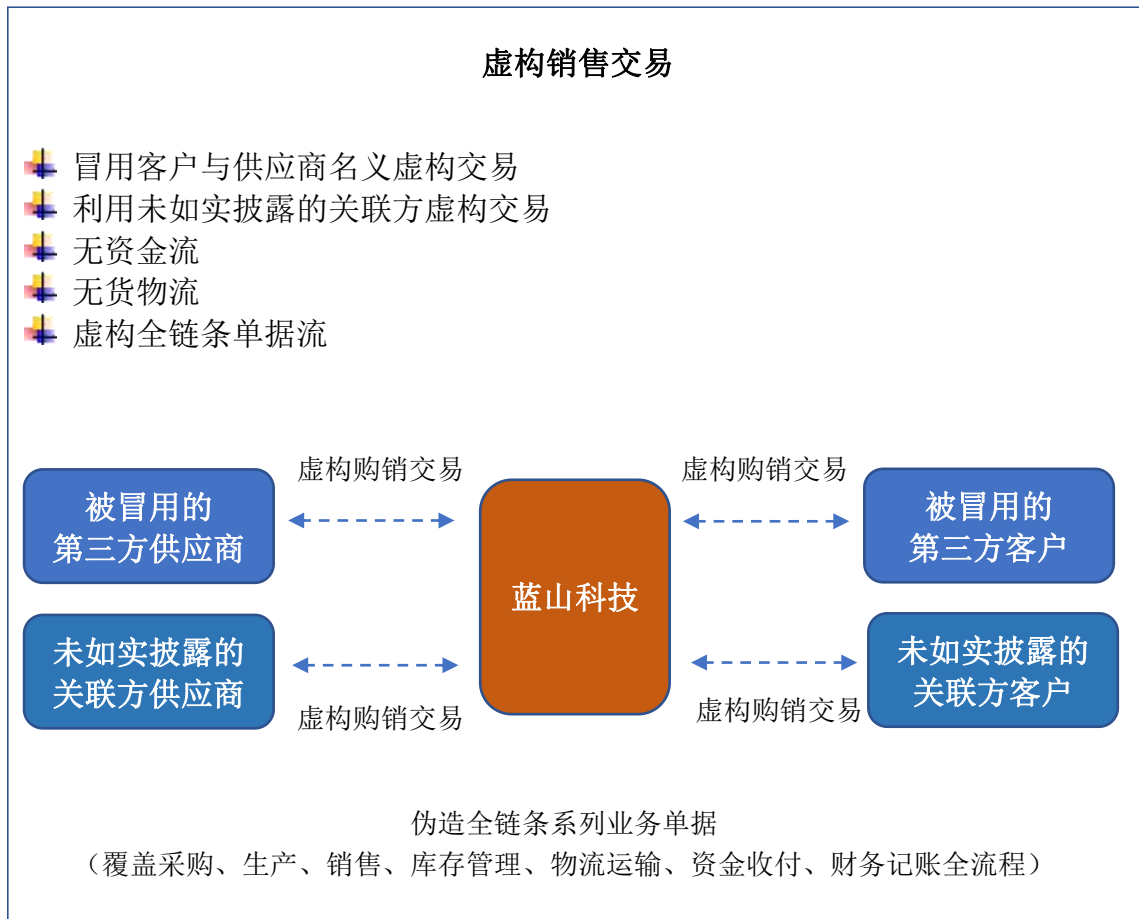 虚构销售交易
冒用客户与供应商名义虚构交易
利用未如实披露的关联方虚构交易
无资金流
无货物流
虚构全链条单据流
虚构购销交易
虚构购销交易
被冒用的
第三方供应商
蓝山科技
被冒用的
第三方客户
未如实披露的
关联方供应商
未如实披露的
关联方客户
虚构购销交易
虚构购销交易
伪造全链条系列业务单据
（覆盖采购、生产、销售、库存管理、物流运输、资金收付、财务记账全流程）